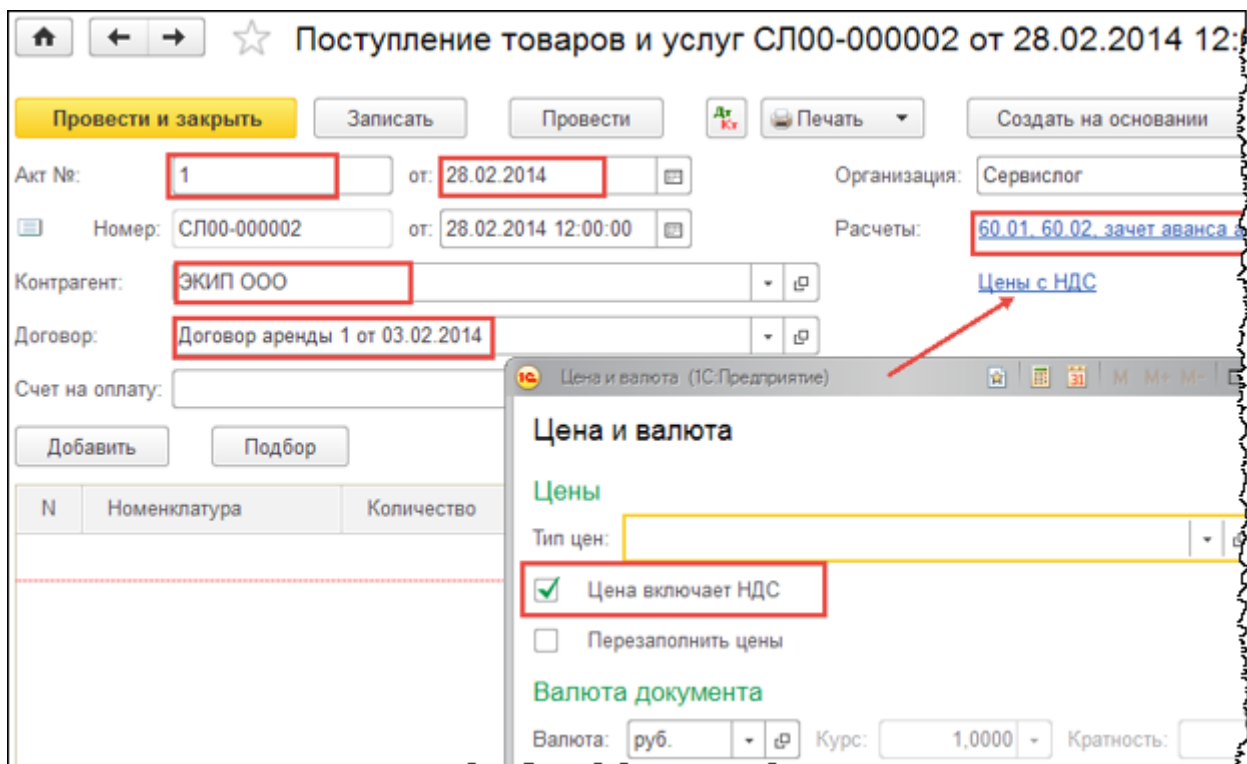 Поступление товаров и услуг СЛ00-000002 от 28.02.2014 12:
Провести и закрыть Записать Провести Дт Кт Печать Создать на основании
Акт №: 1 от: 28.02.2014 Организация: Сервислог
Номер: СЛ00-000002 от: 28.02.2014 12:00:00 Расчеты: 60.01, 60.02, зачет аванса а
Контрагент: ЭКИП ООО Цены с НДС
Договор: Договор аренды 1 от 03.02.2014
Счет на оплату:
Цена и валюта (1С:Предприятие) 31 M M+ M-
Добавить Подбор
Цена и валюта
Цены
N Номенклатура Количество
Тип цен:
Цена включает НДС
Перезаполнить цены
Валюта документа
Валюта: руб. Курс: 1,0000 Кратность: